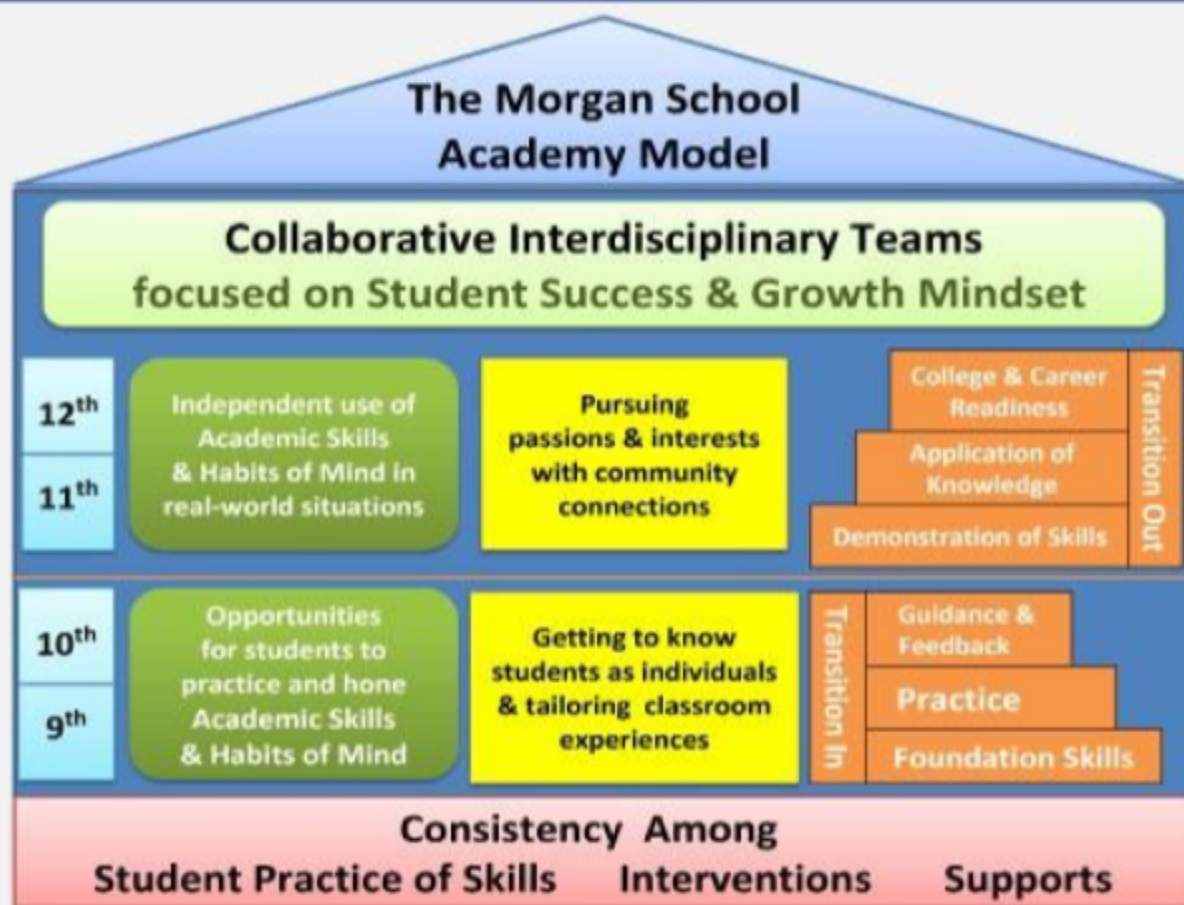 The Morgan School
Academy Model
Collaborative Interdisciplinary Teams
focused on Student Success & Growth Mindset
12th
11th
Independent use of
Academic Skills
& Habits of Mind in
real-world situations
Pursuing
passions & interests
with community
connections
College & Career
Readiness
Application of
Knowledge
Demonstration of Skills
Transition Out
10th
9th
Opportunities
for students to
practice and hone
Academic Skills
& Habits of Mind
Getting to know
students as individuals
& tailoring classroom
experiences
Transition In
Guidance &
Feedback
Practice
Foundation Skills
Consistency Among
Student Practice of Skills Interventions Supports